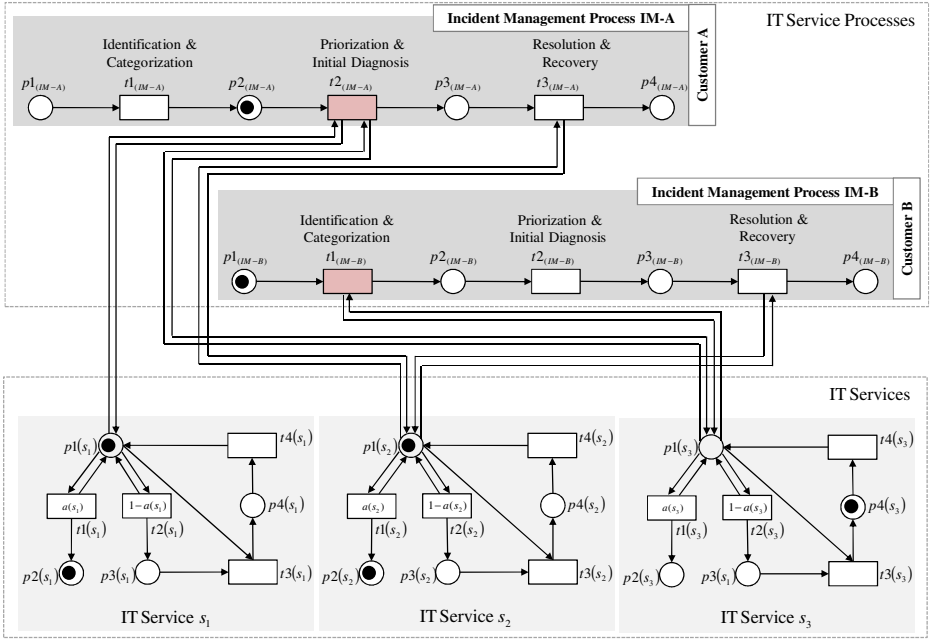 Incident Management Process IM-A
IT Service Processes
Customer A
Identification &
Categorization
Priorization &
Initial Diagnosis
Resolution &
Recovery
p1(IM−A)
t1(IM−A)
p2(IM−A)
t2(IM−A)
p3(IM−A)
t3(IM−A)
p4(IM−A)
Incident Management Process IM-B
Customer B
Identification &
Categorization
Priorization &
Initial Diagnosis
Resolution &
Recovery
p1(IM−B)
t1(IM−B)
p2(IM−B)
t2(IM−B)
p3(IM−B)
t3(IM−B)
p4(IM−B)
IT Services
p1(s1)
t4(s1)
a(s1)
1−a(s1)
p4(s1)
t1(s1)
t2(s1)
p2(s1)
p3(s1)
t3(s1)
IT Service s1
p1(s2)
t4(s2)
a(s2)
1−a(s2)
p4(s2)
t1(s2)
t2(s2)
p2(s2)
p3(s2)
t3(s2)
IT Service s2
p1(s3)
t4(s3)
a(s3)
1−a(s3)
p4(s3)
t1(s3)
t2(s3)
p2(s3)
p3(s1)
t3(s3)
IT Service s3